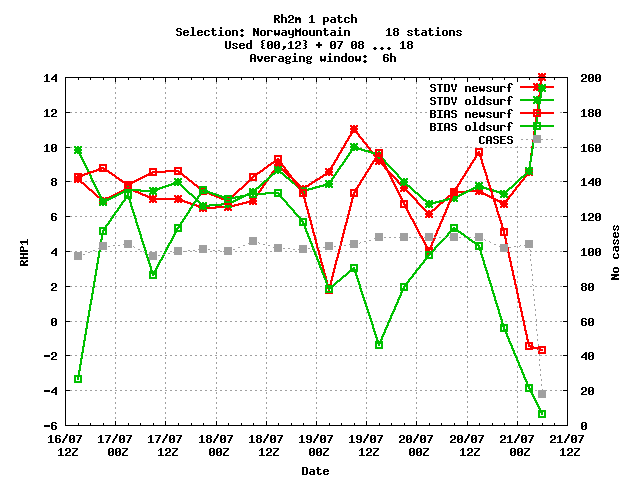 Rh2m 1 patch
Selection: NorwayMountain     18 stations
Used {00,12} + 07 08 ... 18
Averaging window:  6h
STDV newsurf
STDV oldsurf
BIAS newsurf
BIAS oldsurf
CASES
14
12
10
8
6
4
2
0
-2
-4
-6
RHP1
200
180
160
140
120
100
80
60
40
20
0
No cases
16/07 17/07 17/07 18/07 18/07 19/07 19/07 20/07 20/07 21/07 21/07
12Z 00Z 12Z 00Z 12Z 00Z 12Z 00Z 12Z 00Z 12Z
Date